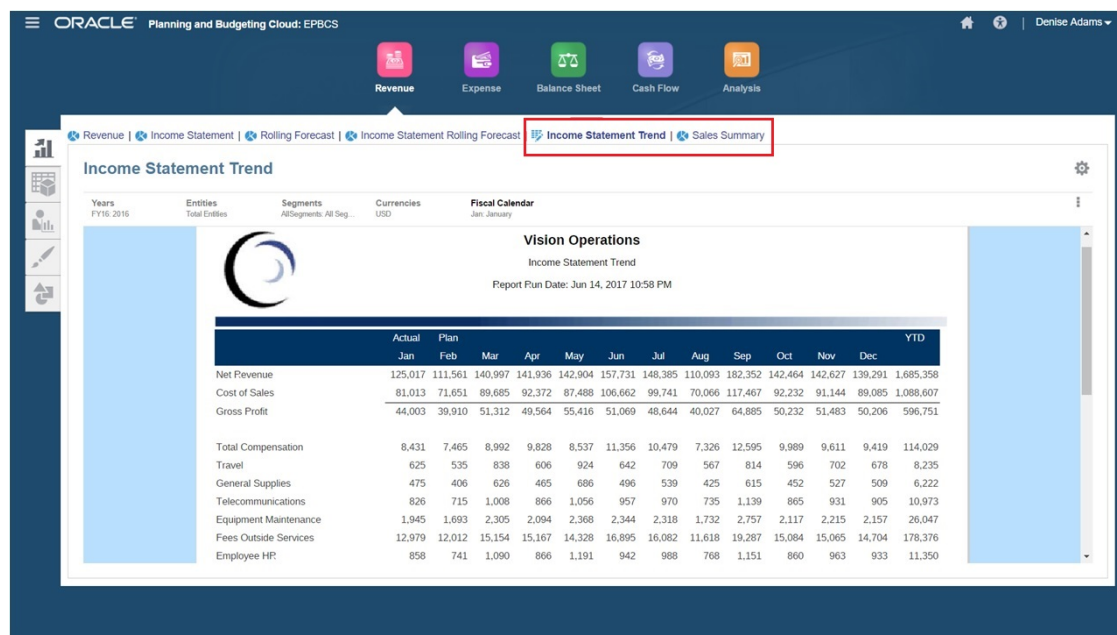 ORACLE Planning and Budgeting Cloud: EPBCS Denise Adams
Revenue Expense Balance Sheet Cash Flow Analysis
Revenue | Income Statement | Rolling Forecast | Income Statement Rolling Forecast | Income Statement Trend | Sales Summary
Income Statement Trend
Years Entities Segments Currencies Fiscal Calendar
FY16: 2016 Total Entities AllSegments: All Seg... USD Jan: January
Vision Operations
Income Statement Trend
Report Run Date: Jun 14, 2017 10:58 PM
Actual Plan YTD
Jan Feb Mar Apr May Jun Jul Aug Sep Oct Nov Dec
Net Revenue 125,017 111,561 140,997 141,936 142,904 157,731 148,385 110,093 182,352 142,464 142,627 139,291 1,685,358
Cost of Sales 81,013 71,651 89,685 92,372 87,488 106,662 99,741 70,066 117,467 92,232 91,144 89,085 1,088,607
Gross Profit 44,003 39,910 51,312 49,564 55,416 51,069 48,644 40,027 64,885 50,232 51,483 50,206 596,751
Total Compensation 8,431 7,465 8,992 9,828 8,537 11,356 10,479 7,326 12,595 9,989 9,611 9,419 114,029
Travel 625 535 838 606 924 642 709 567 814 596 702 678 8,235
General Supplies 475 406 626 465 686 496 539 425 615 452 527 509 6,222
Telecommunications 826 715 1,008 866 1,056 957 970 735 1,139 865 931 905 10,973
Equipment Maintenance 1,945 1,693 2,305 2,094 2,368 2,344 2,318 1,732 2,757 2,117 2,215 2,157 26,047
Fees Outside Services 12,979 12,012 15,154 15,167 14,328 16,895 16,082 11,618 19,287 15,084 15,065 14,704 178,376
Employee HR 858 741 1,090 866 1,191 942 988 768 1,151 860 963 933 11,350